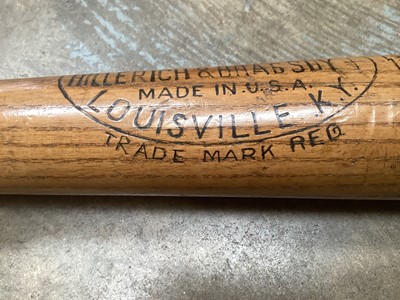 HILLERICH & BRADSBY
MADE IN U.S.A.
LOUISVILLE KY.
TRADE MARK REG